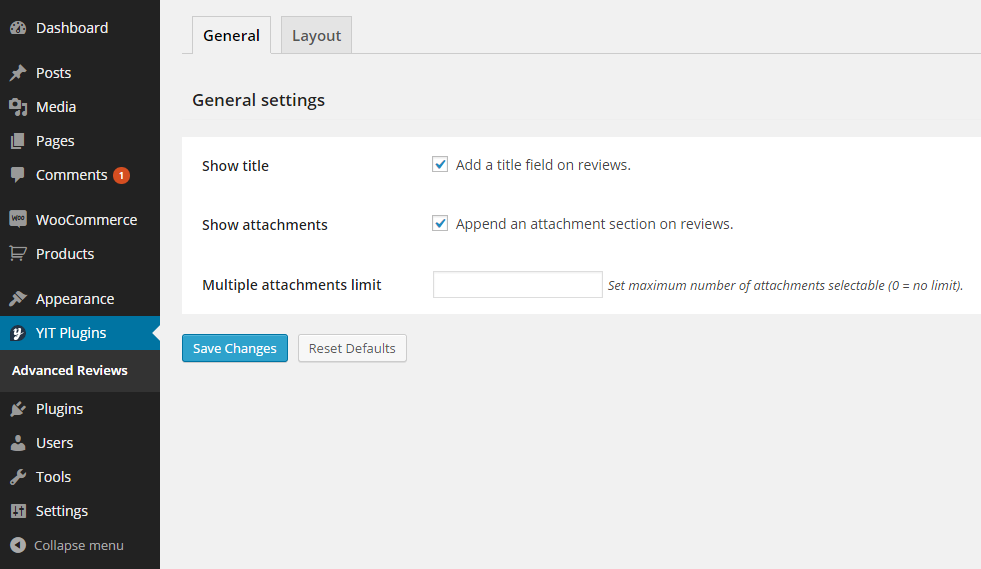 Dashboard
Posts
Media
Pages
Comments 1
WooCommerce
Products
Appearance
YIT Plugins
Advanced Reviews
Plugins
Users
Tools
Settings
Collapse menu
General Layout
General settings
Show title Add a title field on reviews.
Show attachments Append an attachment section on reviews.
Multiple attachments limit Set maximum number of attachments selectable (0 = no limit).
Save Changes Reset Defaults